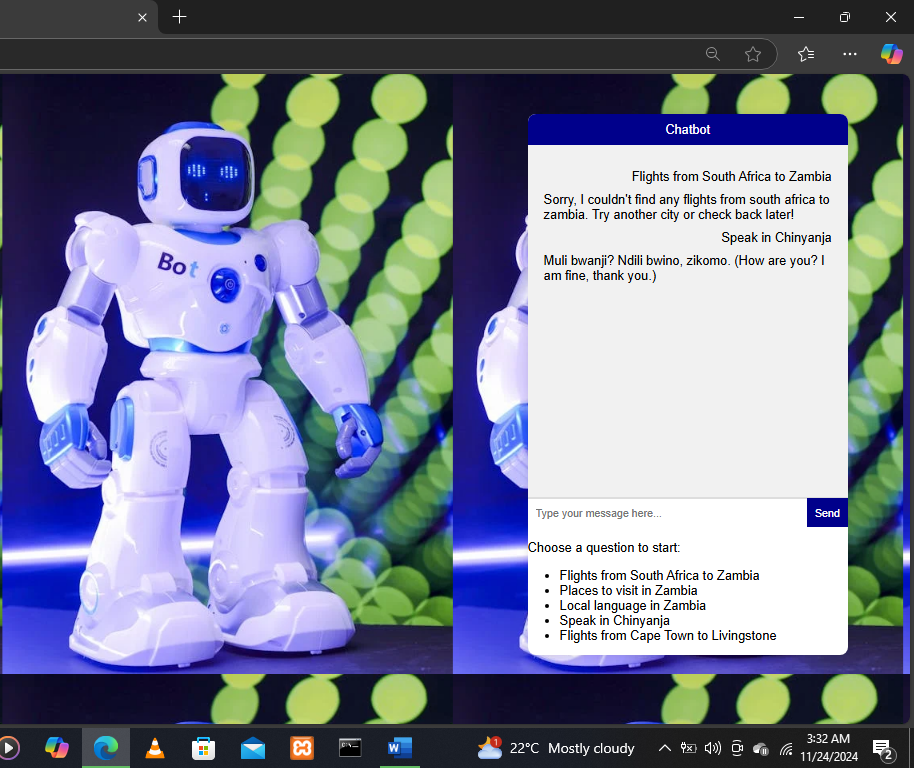 Chatbot
Bot
Flights from South Africa to Zambia
Sorry, I couldn't find any flights from south africa to
zambia. Try another city or check back later!
Speak in Chinyanja
Muli bwanji? Ndili bwino, zikomo. (How are you? I
am fine, thank you.)
Type your message here...
Send
Choose a question to start:
• Flights from South Africa to Zambia
• Places to visit in Zambia
• Local language in Zambia
• Speak in Chinyanja
• Flights from Cape Town to Livingstone
1
22°C Mostly cloudy
3:32 AM
11/24/2024
2